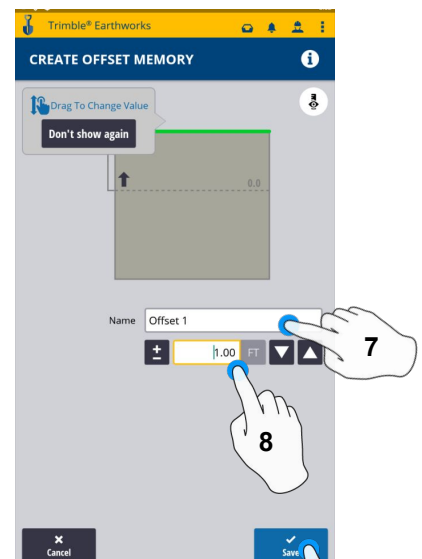 Trimble® Earthworks
CREATE OFFSET MEMORY
i
Drag To Change Value
Don't show again
0.0
Name Offset 1
± 1.00 FT
7
8
Cancel Save